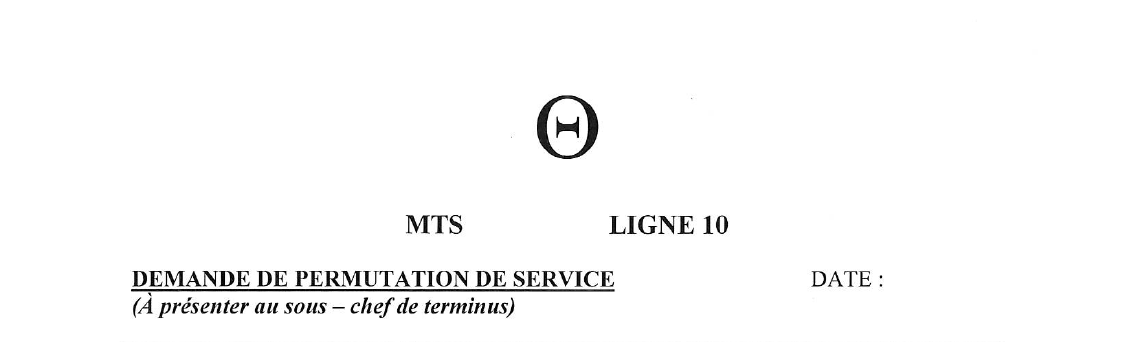 Θ
MTS LIGNE 10
DEMANDE DE PERMUTATION DE SERVICE DATE :
(À présenter au sous – chef de terminus)